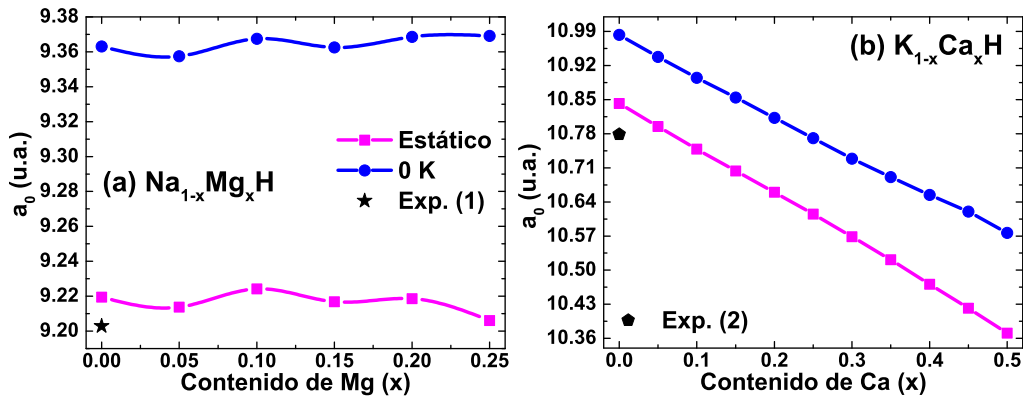 9.38
9.36
9.34
9.32
9.30
9.28
9.26
9.24
9.22
9.20
a₀ (u.a.)
Estático
0 K
Exp. (1)
(a) Na₁₋ₓMgₓH
0.00 0.05 0.10 0.15 0.20 0.25
Contenido de Mg (x)
10.99
10.92
10.85
10.78
10.71
10.64
10.57
10.50
10.43
10.36
a₀ (u.a.)
(b) K₁₋ₓCaₓH
Exp. (2)
0.0 0.1 0.2 0.3 0.4 0.5
Contenido de Ca (x)